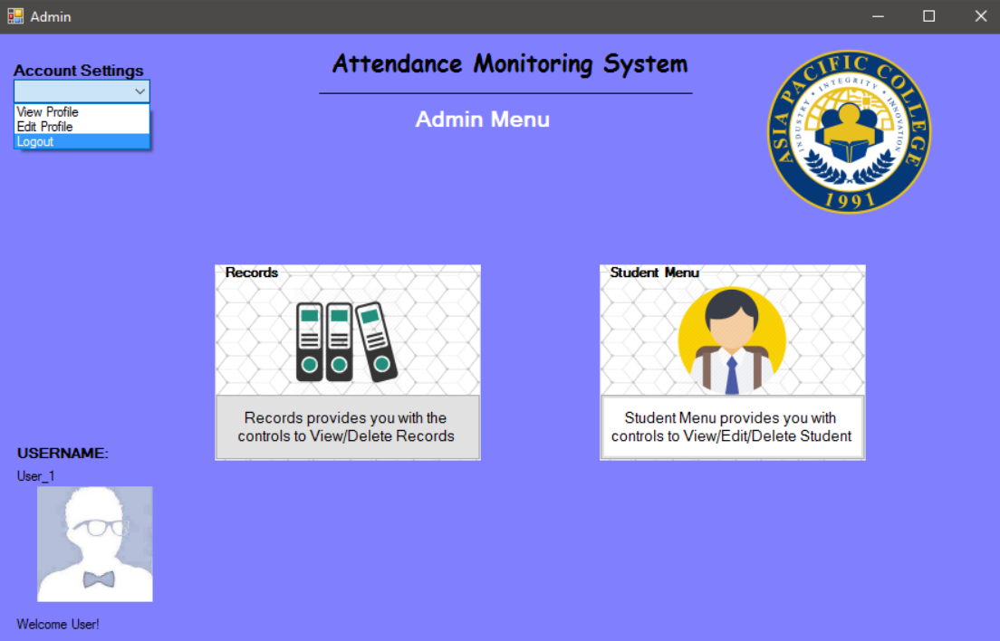 Admin
Account Settings
View Profile
Edit Profile
Logout
Attendance Monitoring System
Admin Menu
ASIA PACIFIC COLLEGE
INDUSTRY • INTEGRITY • INNOVATION
1991
Records
Records provides you with the
controls to View/Delete Records
Student Menu
Student Menu provides you with
controls to View/Edit/Delete Student
USERNAME:
User_1
Welcome User!